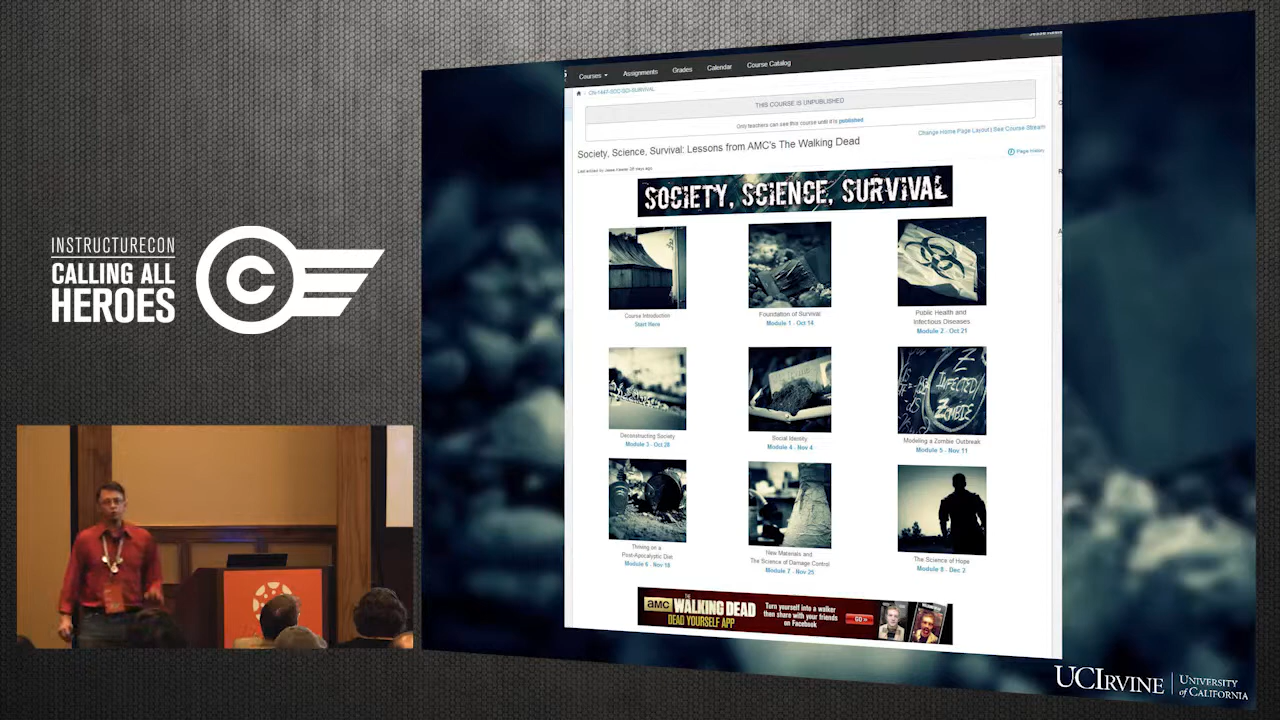 INSTRUCTURECON
CALLING ALL
HEROES
C
Courses
Assignments
Grades
Calendar
Course Catalog
THIS COURSE IS UNPUBLISHED
Only teachers can see this course until it is published
Change Home Page Layout | See Course Stream
Society, Science, Survival: Lessons from AMC's The Walking Dead
Page History
SOCIETY, SCIENCE, SURVIVAL
Course Introduction
Start Here
Foundation of Survival
Module 1 - Oct 14
Public Health and
Infectious Diseases
Module 2 - Oct 21
Z
INFECTED/
ZOMBIE
Deconstructing Society
Module 3 - Oct 28
Social Identity
Module 4 - Nov 4
Modeling a Zombie Outbreak
Module 5 - Nov 11
Thriving on a
Post-Apocalyptic Diet
Module 6 - Nov 18
New Materials and
The Science of Damage Control
Module 7 - Nov 25
The Science of Hope
Module 8 - Dec 2
amc THE WALKING DEAD
DEAD YOURSELF APP
Turn yourself into a walker
then share with your friends
on Facebook
GO »
UCIRVINE
UNIVERSITY
of CALIFORNIA